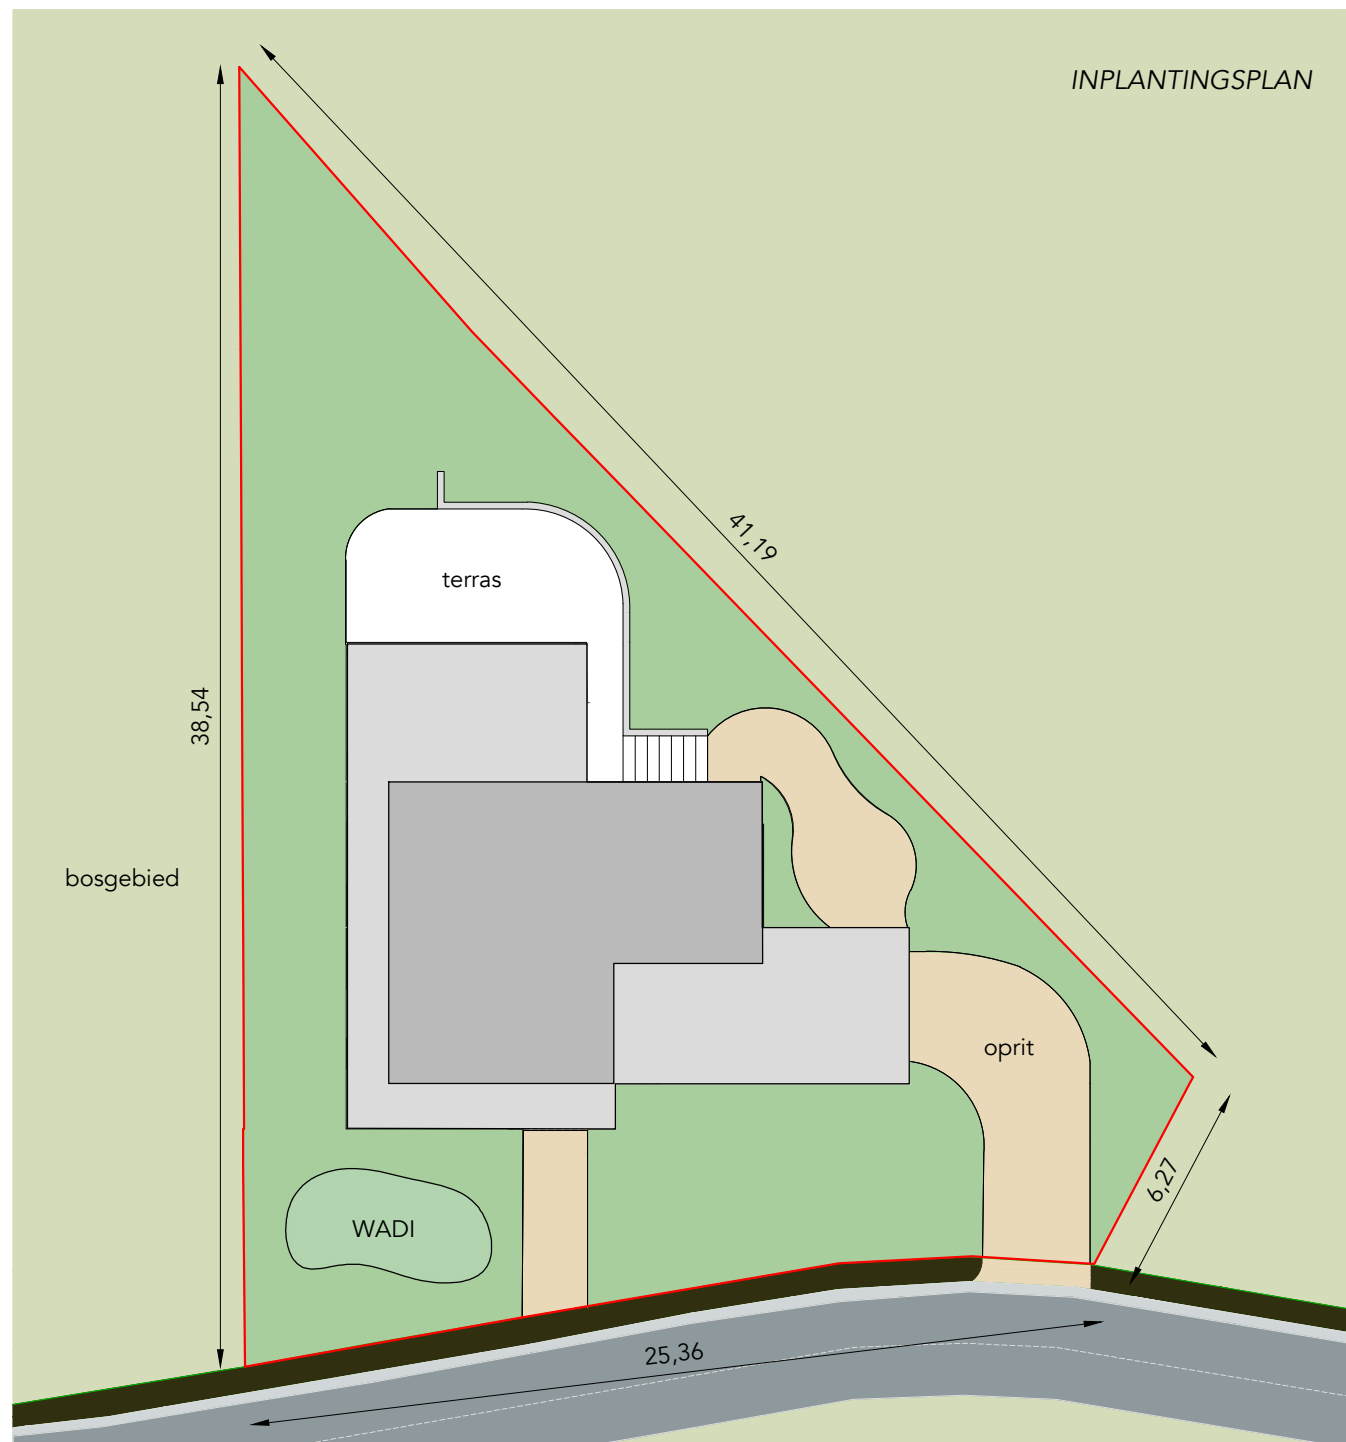 INPLANTINGSPLAN
41,19
terras
38,54
bosgebied
oprit
6,27
WADI
25,36